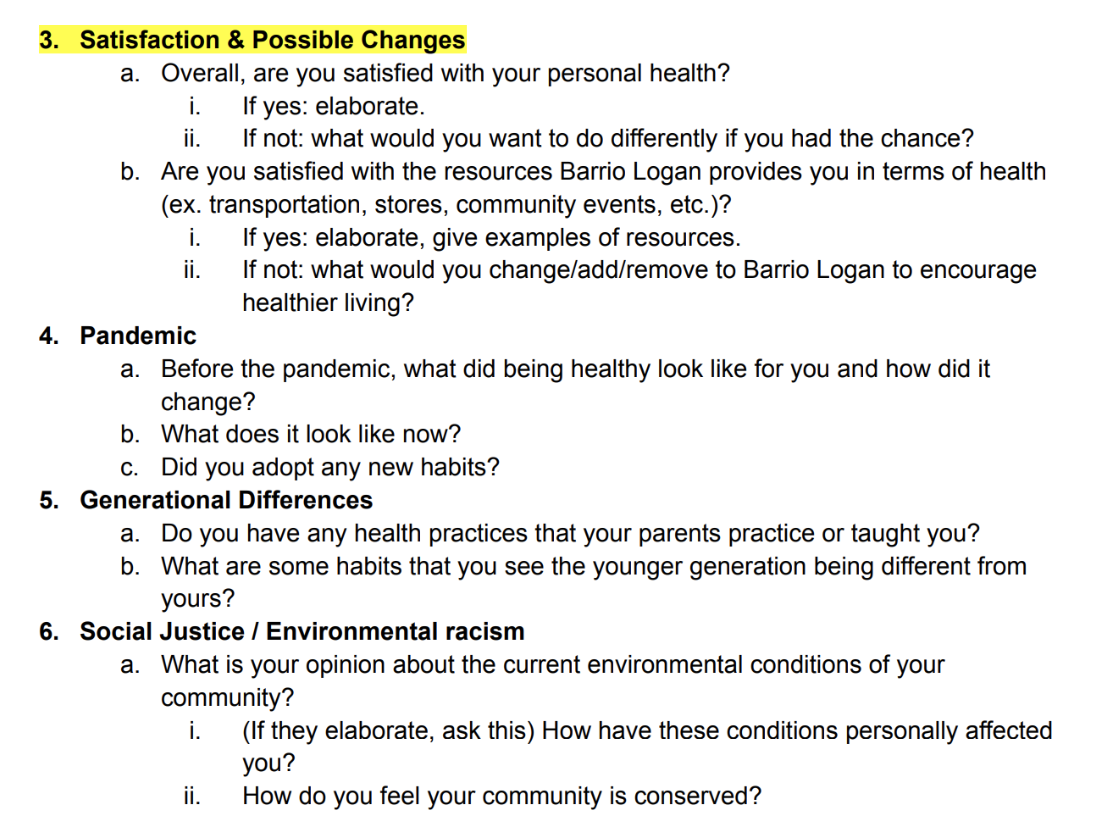 3. Satisfaction & Possible Changes
a. Overall, are you satisfied with your personal health?
i. If yes: elaborate.
ii. If not: what would you want to do differently if you had the chance?
b. Are you satisfied with the resources Barrio Logan provides you in terms of health
(ex. transportation, stores, community events, etc.)?
i. If yes: elaborate, give examples of resources.
ii. If not: what would you change/add/remove to Barrio Logan to encourage
healthier living?
4. Pandemic
a. Before the pandemic, what did being healthy look like for you and how did it
change?
b. What does it look like now?
c. Did you adopt any new habits?
5. Generational Differences
a. Do you have any health practices that your parents practice or taught you?
b. What are some habits that you see the younger generation being different from
yours?
6. Social Justice / Environmental racism
a. What is your opinion about the current environmental conditions of your
community?
i. (If they elaborate, ask this) How have these conditions personally affected
you?
ii. How do you feel your community is conserved?